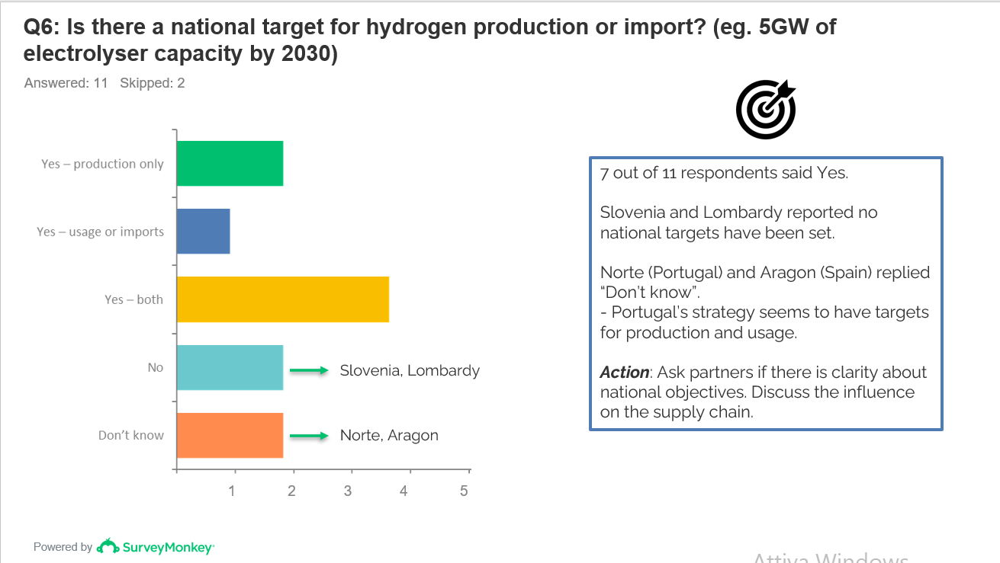 Q6: Is there a national target for hydrogen production or import? (eg. 5GW of
electrolyser capacity by 2030)
Answered: 11 Skipped: 2
Yes – production only
Yes – usage or imports
Yes – both
No
Slovenia, Lombardy
Don't know
Norte, Aragon
1 2 3 4 5
7 out of 11 respondents said Yes.
Slovenia and Lombardy reported no
national targets have been set.
Norte (Portugal) and Aragon (Spain) replied
“Don't know”.
- Portugal's strategy seems to have targets
for production and usage.
Action: Ask partners if there is clarity about
national objectives. Discuss the influence
on the supply chain.
Powered by SurveyMonkey
Attiva Windows